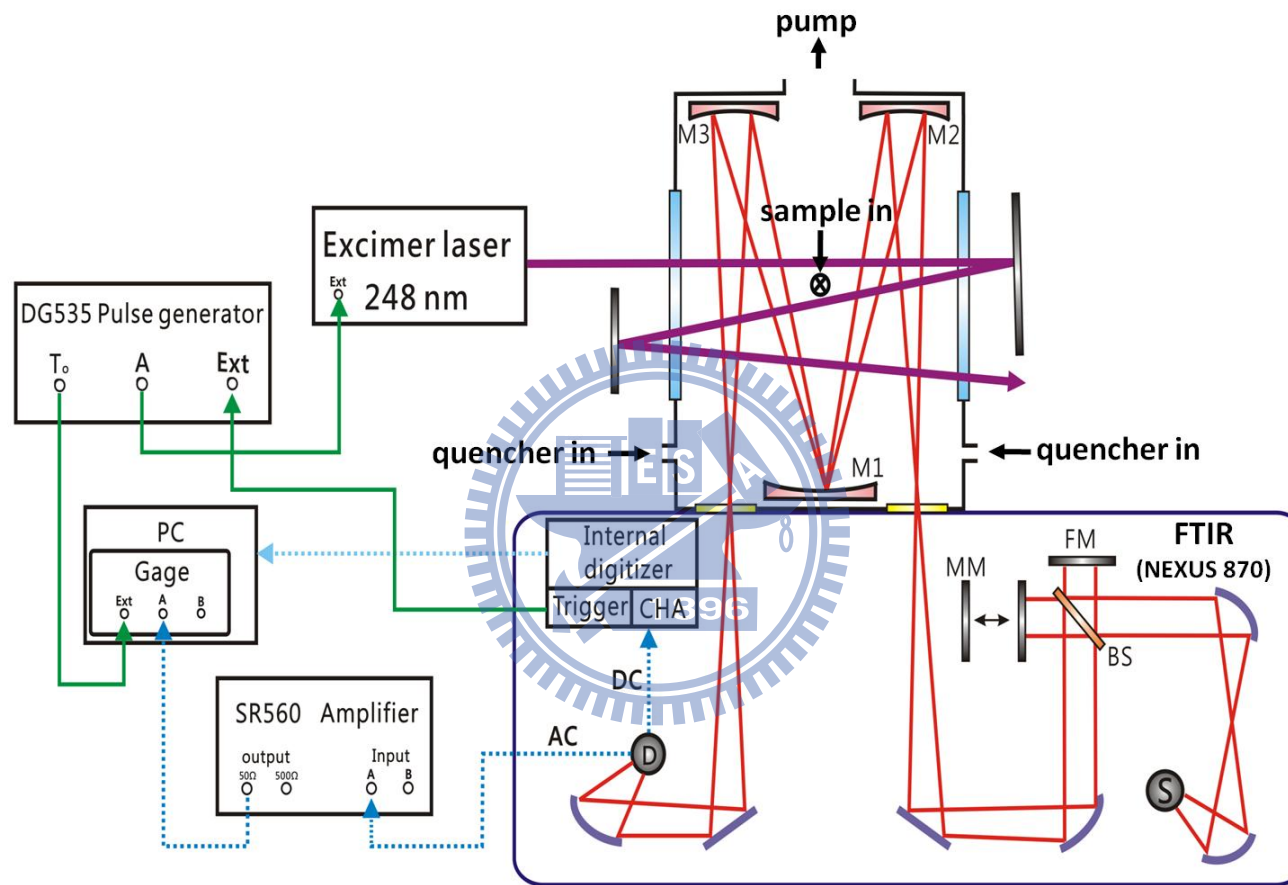 pump
M3
M2
sample in
Excimer laser
Ext
248 nm
DG535 Pulse generator
To
A
Ext
quencher in
M1
quencher in
PC
Gage
Ext
A
B
Internal
digitizer
Trigger
CHA
1896
E S A
8
FTIR
(NEXUS 870)
FM
MM
BS
DC
AC
D
S
SR560 Amplifier
output
50Ω
500Ω
Input
A
B